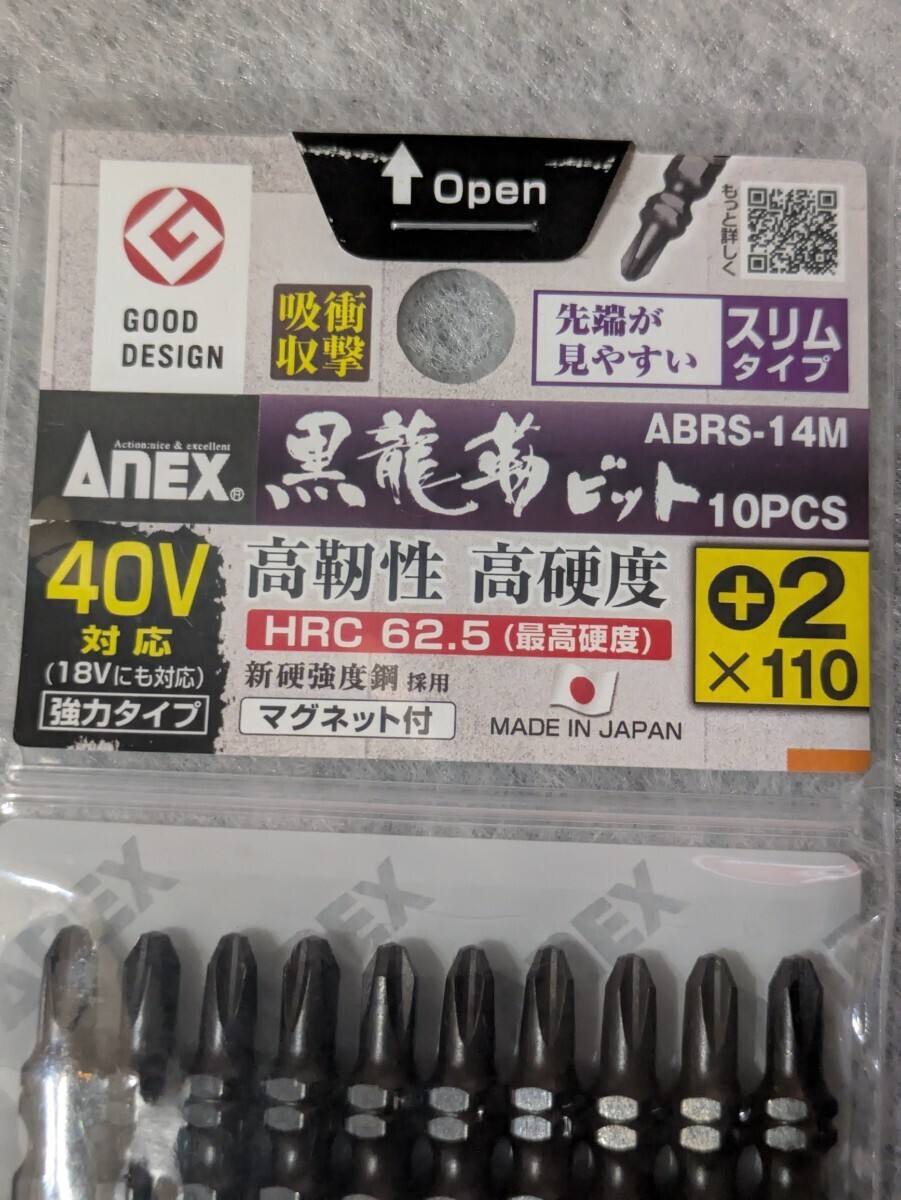 Open
もっと詳しく
GOOD
DESIGN
衝撃
吸収
先端が
見やすい
スリム
タイプ
Action:nice & excellent
ANEX®
黒龍靭ビット
ABRS-14M
10PCS
40V
対応
(18Vにも対応)
強力タイプ
高靭性 高硬度
HRC 62.5 (最高硬度)
新硬強度鋼 採用
マグネット付
MADE IN JAPAN
+2
×110
ANEX
ANEX
ANEX